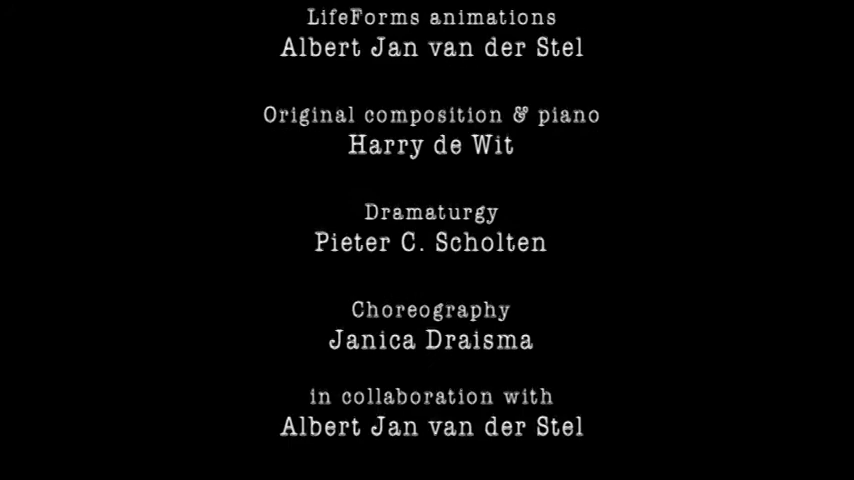 LifeForms animations
Albert Jan van der Stel
Original composition & piano
Harry de Wit
Dramaturgy
Pieter C. Scholten
Choreography
Janica Draisma
in collaboration with
Albert Jan van der Stel